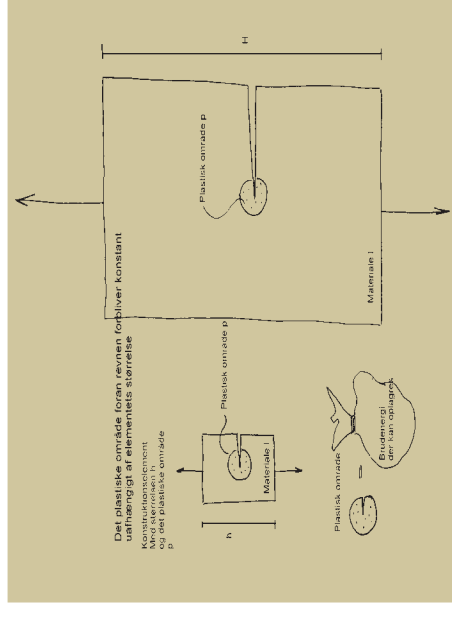 Det plastiske område foran revnen forbliver konstant
uafhængigt af elementets størrelse
Konstruktionselement
Med størrelsen h
og det plastiske område
p
h
Plastisk område p
Materiale I
Plastisk område p
Materiale I
H
Plastisk område
=
Brudenergi
der kan oplagres